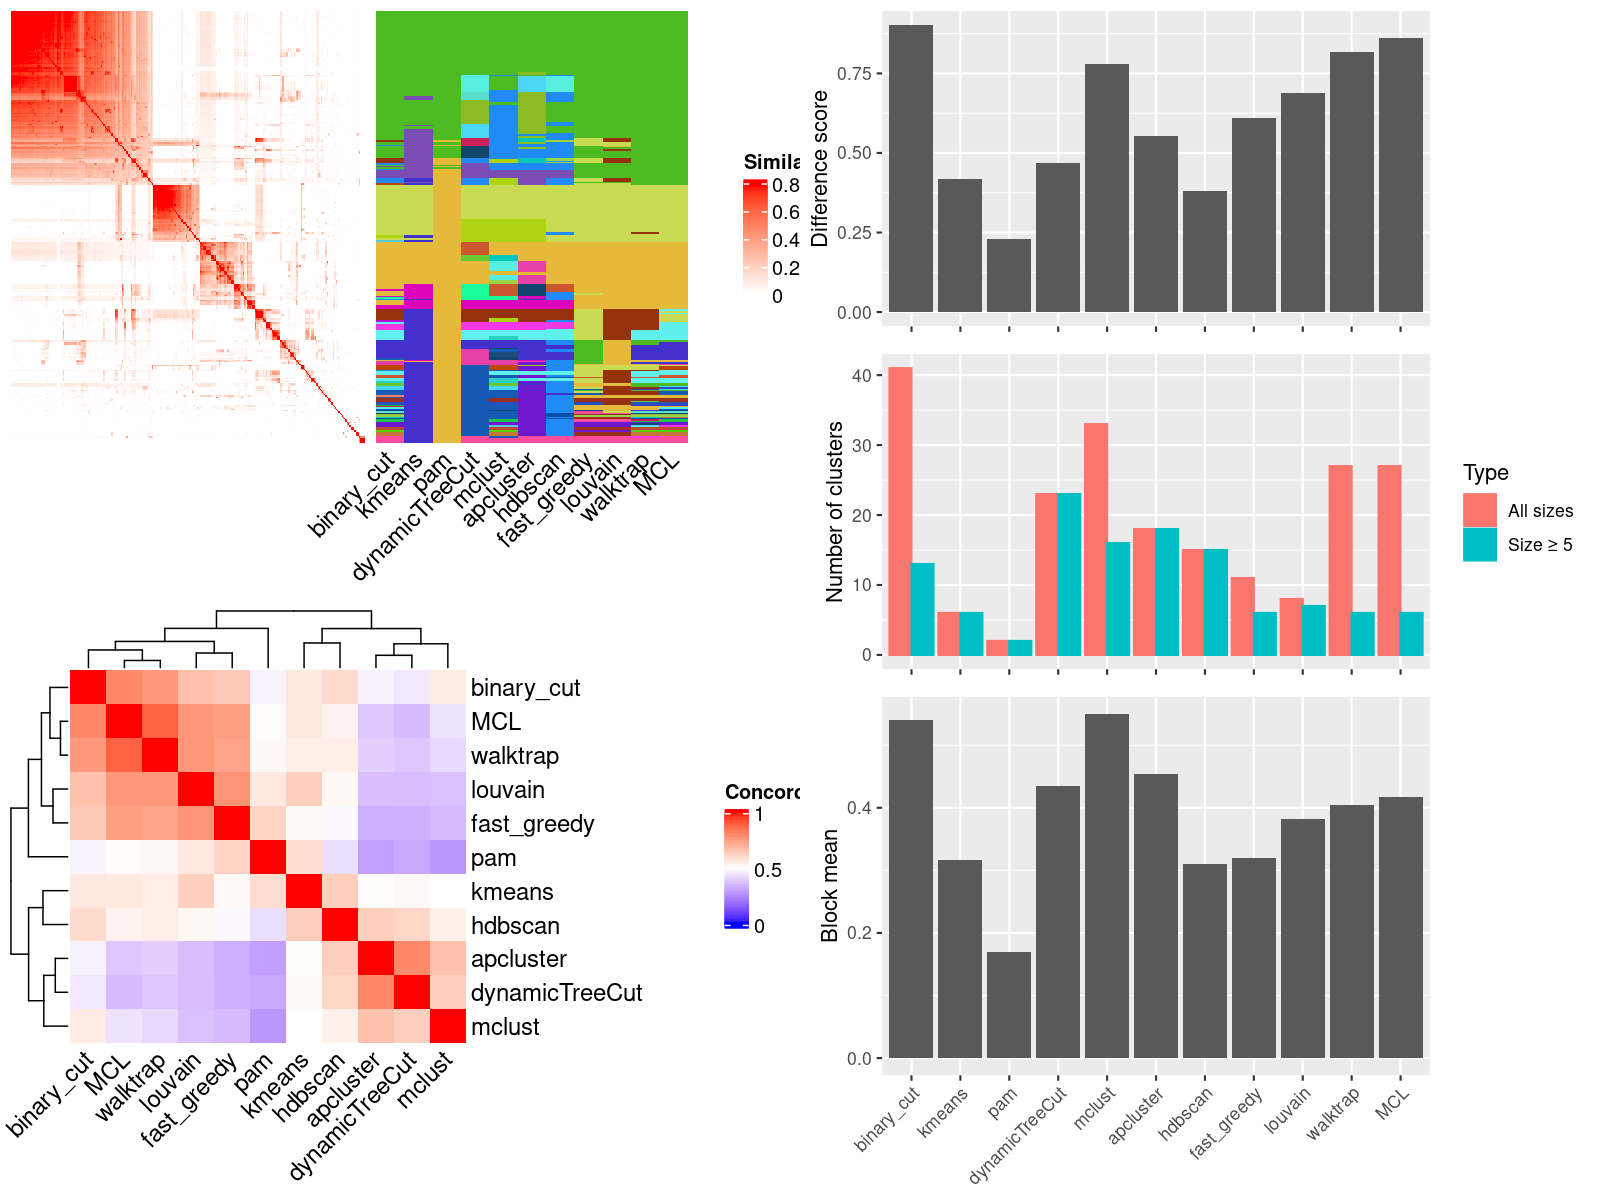 Simila
0.8
0.6
0.4
0.2
0
binary_cut
kmeans
pam
dynamicTreeCut
mclust
apcluster
hdbscan
fast_greedy
louvain
walktrap
MCL
Difference score
0.75
0.50
0.25
0.00
Number of clusters
40
30
20
10
0
Type
All sizes
Size ≥ 5
Block mean
0.4
0.2
0.0
binary_cut
kmeans
pam
dynamicTreeCut
mclust
apcluster
hdbscan
fast_greedy
louvain
walktrap
MCL
binary_cut
MCL
walktrap
louvain
fast_greedy
pam
kmeans
hdbscan
apcluster
dynamicTreeCut
mclust
Concord
1
0.5
0
binary_cut
MCL
walktrap
louvain
fast_greedy
pam
kmeans
hdbscan
apcluster
dynamicTreeCut
mclust